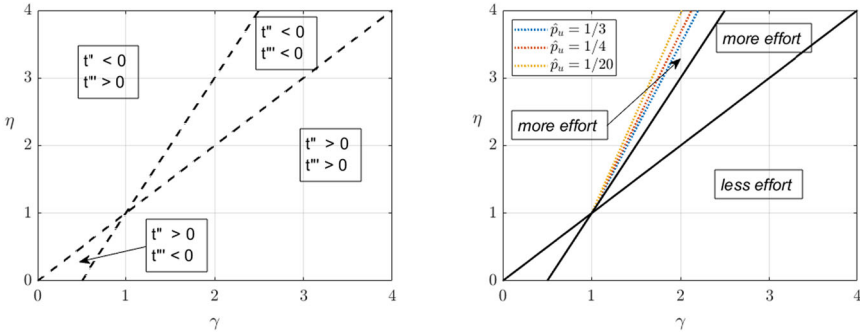 4
3
2
1
0
η
0 1 2 3 4
γ
t" < 0
t"' > 0
t" < 0
t"' < 0
t" > 0
t"' > 0
t" > 0
t"' < 0
4
3
2
1
0
η
0 1 2 3 4
γ
p̂ᵤ = 1/3
p̂ᵤ = 1/4
p̂ᵤ = 1/20
more effort
more effort
less effort